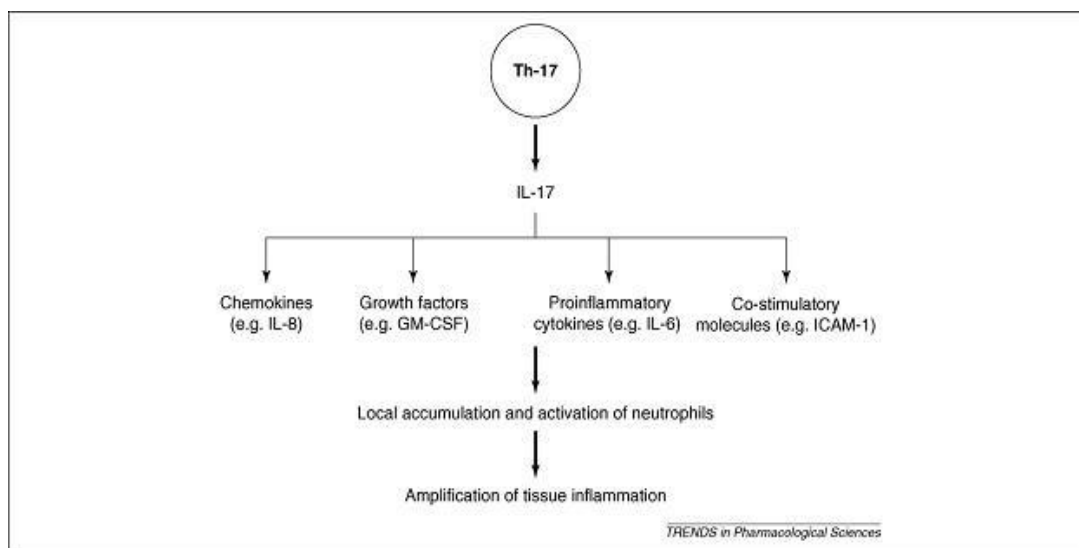 Th-17
IL-17
Chemokines
(e.g. IL-8)
Growth factors
(e.g. GM-CSF)
Proinflammatory
cytokines (e.g. IL-6)
Co-stimulatory
molecules (e.g. ICAM-1)
Local accumulation and activation of neutrophils
Amplification of tissue inflammation
TRENDS in Pharmacological Sciences